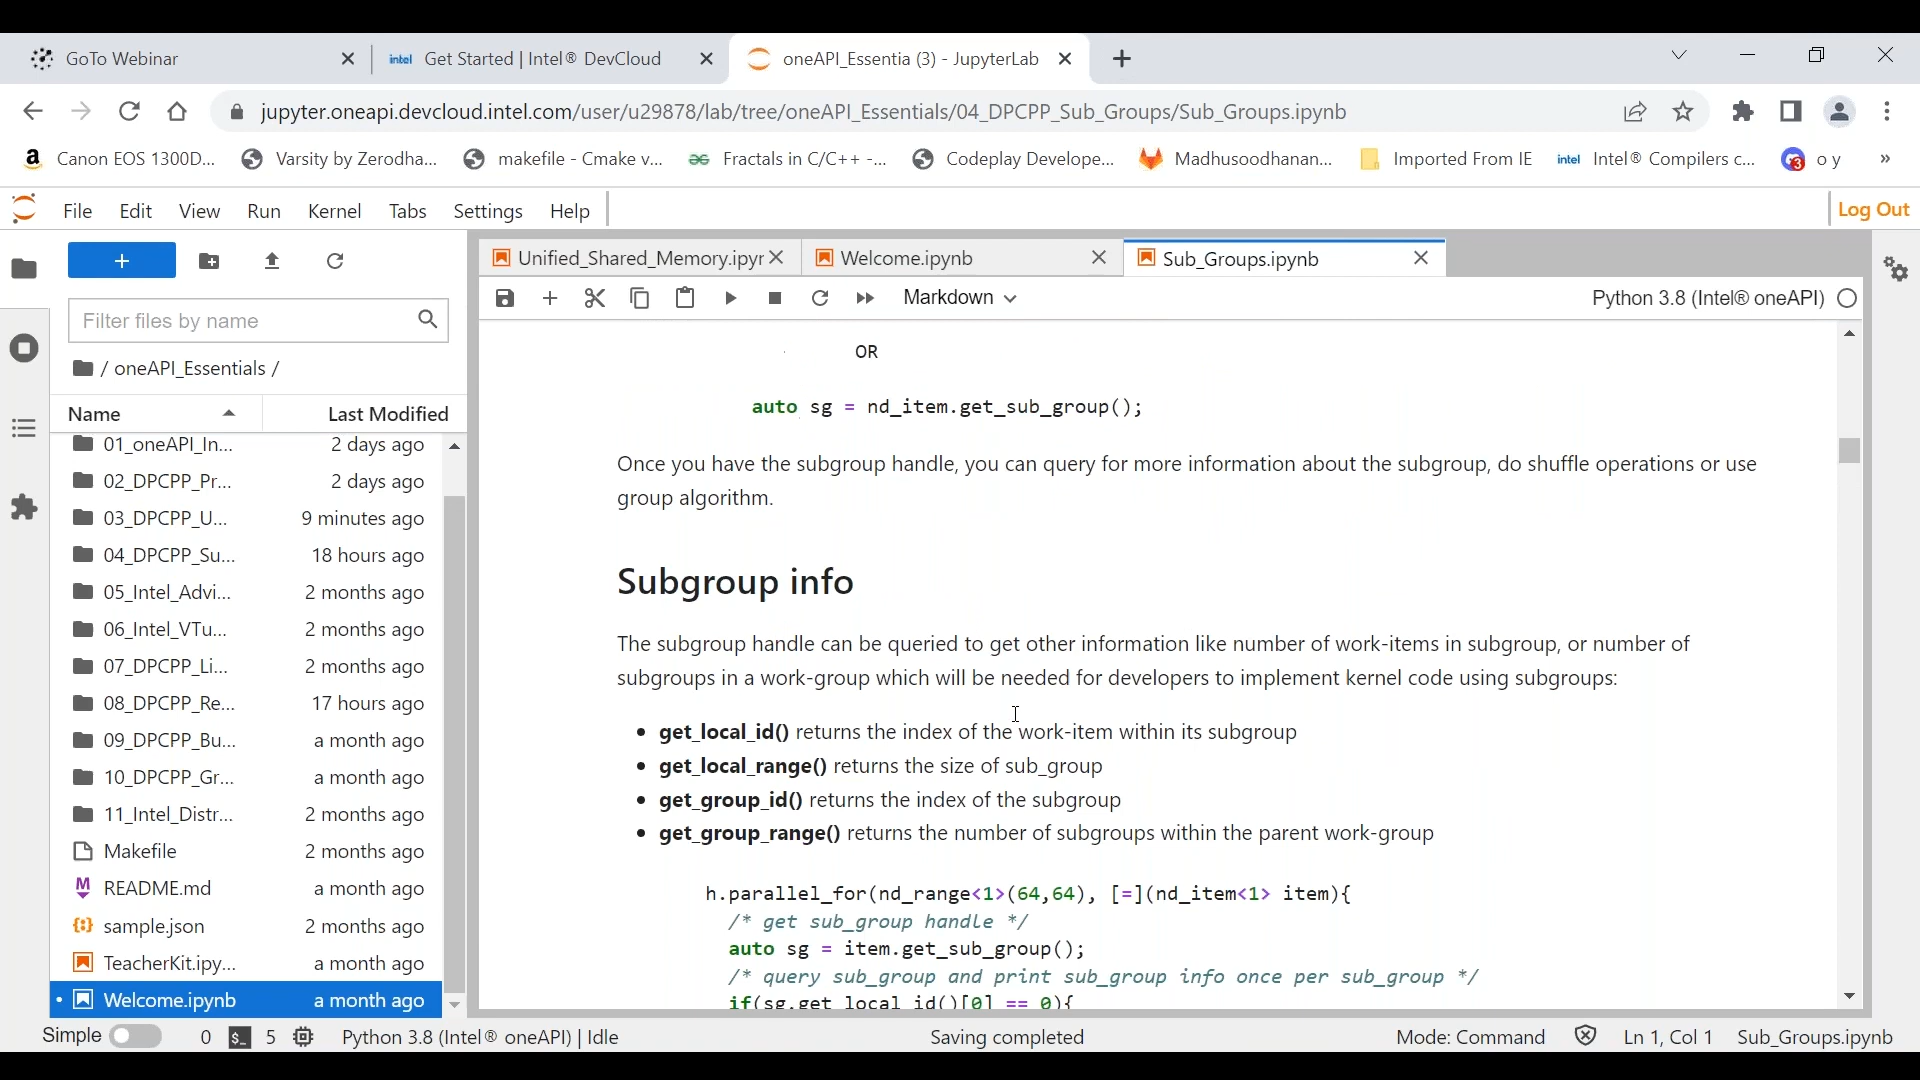 GoTo Webinar
intel Get Started | Intel® DevCloud
oneAPI_Essentia (3) - JupyterLab
jupyter.oneapi.devcloud.intel.com/user/u29878/lab/tree/oneAPI_Essentials/04_DPCPP_Sub_Groups/Sub_Groups.ipynb
a Canon EOS 1300D... Varsity by Zerodha... makefile - Cmake v... Fractals in C/C++ -... Codeplay Develope... Madhusoodhanan... Imported From IE intel Intel® Compilers c... 3 o y »
File Edit View Run Kernel Tabs Settings Help Log Out
Unified_Shared_Memory.ipyr Welcome.ipynb Sub_Groups.ipynb
Markdown Python 3.8 (Intel® oneAPI)
Filter files by name
/ oneAPI_Essentials /
Name Last Modified
01_oneAPI_In... 2 days ago
02_DPCPP_Pr... 2 days ago
03_DPCPP_U... 9 minutes ago
04_DPCPP_Su... 18 hours ago
05_Intel_Advi... 2 months ago
06_Intel_VTu... 2 months ago
07_DPCPP_Li... 2 months ago
08_DPCPP_Re... 17 hours ago
09_DPCPP_Bu... a month ago
10_DPCPP_Gr... a month ago
11_Intel_Distr... 2 months ago
Makefile 2 months ago
README.md a month ago
sample.json 2 months ago
TeacherKit.ipy... a month ago
Welcome.ipynb a month ago
OR
auto sg = nd_item.get_sub_group();
Once you have the subgroup handle, you can query for more information about the subgroup, do shuffle operations or use
group algorithm.
Subgroup info
The subgroup handle can be queried to get other information like number of work-items in subgroup, or number of
subgroups in a work-group which will be needed for developers to implement kernel code using subgroups:
• get_local_id() returns the index of the work-item within its subgroup
• get_local_range() returns the size of sub_group
• get_group_id() returns the index of the subgroup
• get_group_range() returns the number of subgroups within the parent work-group
h.parallel_for(nd_range<1>(64,64), [=](nd_item<1> item){
/* get sub_group handle */
auto sg = item.get_sub_group();
/* query sub_group and print sub_group info once per sub_group */
if(sg.get_local_id()[0] == 0){
Simple 0 $_ 5 Python 3.8 (Intel® oneAPI) | Idle Saving completed Mode: Command Ln 1, Col 1 Sub_Groups.ipynb